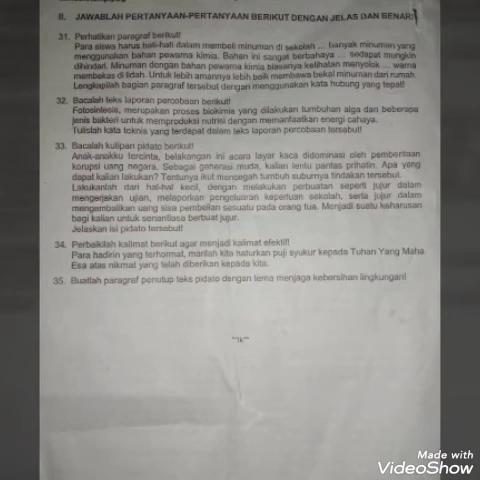 II. JAWABLAH PERTANYAAN-PERTANYAAN BERIKUT DENGAN JELAS DAN BENAR!
31. Perhatikan paragraf berikut!
Para siswa harus hati-hati dalam membeli minuman di sekolah ... banyak minuman yang
menggunakan bahan pewarna kimia. Bahan ini sangat berbahaya ... sedapat mungkin
dihindari. Minuman dengan bahan pewarna kimia biasanya kelihatan menyolok ... warna
membekas di lidah. Untuk lebih amannya lebih baik membawa bekal minuman dari rumah.
Lengkapilah bagian paragraf tersebut dengan menggunakan kata hubung yang tepat!
32. Bacalah teks laporan percobaan berikut!
Fotosintesis, merupakan proses biokimia yang dilakukan tumbuhan alga dan beberapa
jenis bakteri untuk memproduksi nutrisi dengan memanfaatkan energi cahaya.
Tulislah kata teknis yang terdapat dalam teks laporan percobaan tersebut!
33. Bacalah kutipan pidato berikut!
Anak-anakku tercinta, belakangan ini acara layar kaca didominasi oleh pemberitaan
korupsi uang negara. Sebagai generasi muda, kalian tentu pantas prihatin. Apa yang
dapat kalian lakukan? Tentunya ikut mencegah tumbuh suburnya tindakan tersebut.
Lakukanlah dari hal-hal kecil, dengan melakukan perbuatan seperti jujur dalam
mengerjakan ujian, melaporkan pengeluaran keperluan sekolah, serta jujur dalam
mengembalikan uang sisa pembelian sesuatu pada orang tua. Menjadi suatu keharusan
bagi kalian untuk senantiasa berbuat jujur.
Jelaskan isi pidato tersebut!
34. Perbaikilah kalimat berikut agar menjadi kalimat efektif!
Para hadirin yang terhormat, marilah kita haturkan puji syukur kepada Tuhan Yang Maha
Esa atas nikmat yang telah diberikan kepada kita.
35. Buatlah paragraf penutup teks pidato dengan tema menjaga kebersihan lingkungan!
Made with
VideoShow